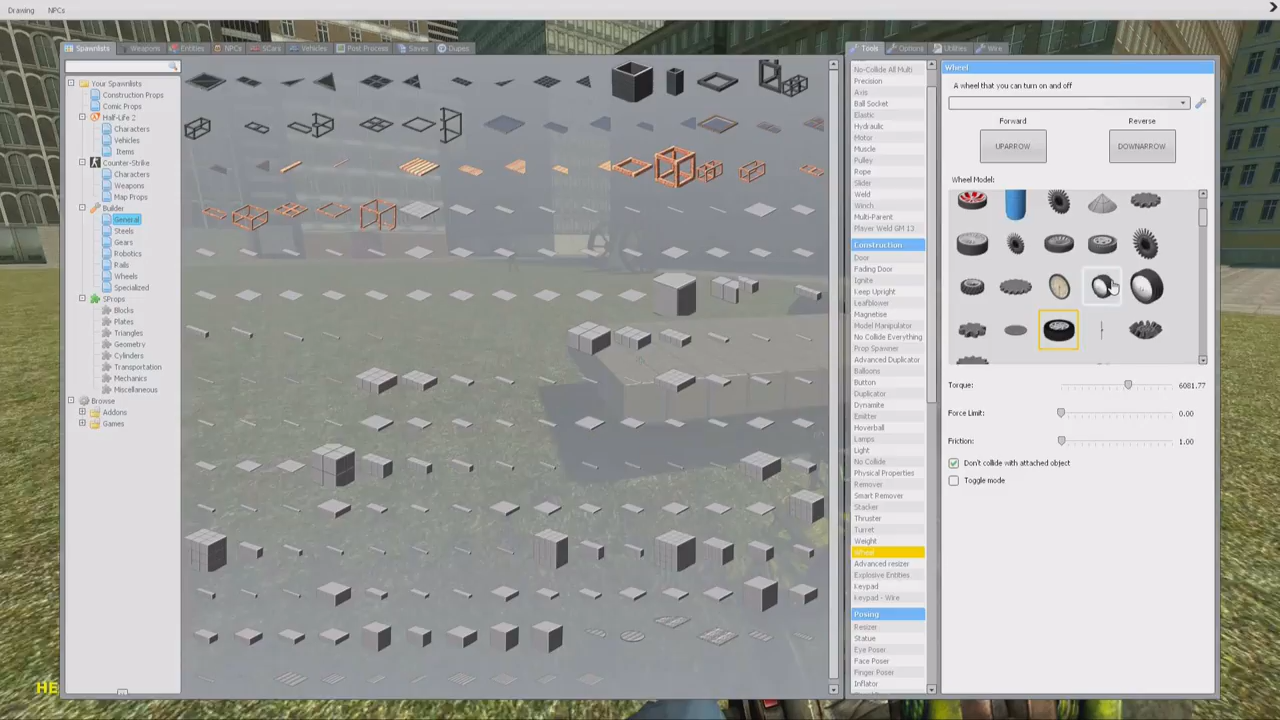 Drawing NPCs
Spawnlists Weapons Entities NPCs SCars Vehicles Post Process Saves Dupes
Your Spawnlists
Construction Props
Comic Props
Half-Life 2
Characters
Vehicles
Items
Counter-Strike
Characters
Weapons
Map Props
Builder
General
Steels
Gears
Robotics
Rails
Wheels
Specialized
SProps
Blocks
Plates
Triangles
Geometry
Cylinders
Transportation
Mechanics
Miscellaneous
Browse
Addons
Games
HE
Tools Options Utilities Wire
No-Collide All Multi
Precision
Axis
Ball Socket
Elastic
Hydraulic
Motor
Muscle
Pulley
Rope
Slider
Weld
Winch
Multi-Parent
Player Weld GM 13
Construction
Door
Fading Door
Ignite
Keep Upright
Leafblower
Magnetise
Model Manipulator
No Collide Everything
Prop Spawner
Advanced Duplicator
Balloons
Button
Duplicator
Dynamite
Emitter
Hoverball
Lamps
Light
No Collide
Physical Properties
Remover
Smart Remover
Stacker
Thruster
Turret
Weight
Wheel
Advanced resizer
Explosive Entities
Keypad
keypad - Wire
Posing
Resizer
Statue
Eye Poser
Face Poser
Finger Poser
Inflator
Wheel
A wheel that you can turn on and off
Forward Reverse
UPARROW DOWNARROW
Wheel Model:
Torque: 6081.77
Force Limit: 0.00
Friction: 1.00
Don't collide with attached object
Toggle mode